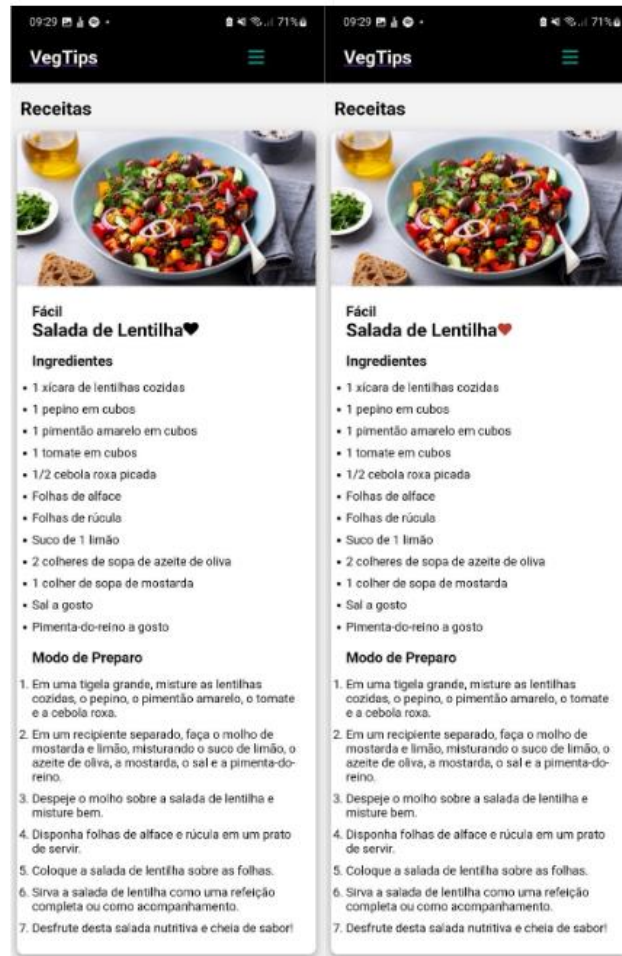 09:29
71%
VegTips
Receitas
Fácil
Salada de Lentilha
Ingredientes
• 1 xícara de lentilhas cozidas
• 1 pepino em cubos
• 1 pimentão amarelo em cubos
• 1 tomate em cubos
• 1/2 cebola roxa picada
• Folhas de alface
• Folhas de rúcula
• Suco de 1 limão
• 2 colheres de sopa de azeite de oliva
• 1 colher de sopa de mostarda
• Sal a gosto
• Pimenta-do-reino a gosto
Modo de Preparo
1. Em uma tigela grande, misture as lentilhas
cozidas, o pepino, o pimentão amarelo, o tomate
e a cebola roxa.
2. Em um recipiente separado, faça o molho de
mostarda e limão, misturando o suco de limão, o
azeite de oliva, a mostarda, o sal e a pimenta-do-
reino.
3. Despeje o molho sobre a salada de lentilha e
misture bem.
4. Disponha folhas de alface e rúcula em um prato
de servir.
5. Coloque a salada de lentilha sobre as folhas.
6. Sirva a salada de lentilha como uma refeição
completa ou como acompanhamento.
7. Desfrute desta salada nutritiva e cheia de sabor!
09:29
71%
VegTips
Receitas
Fácil
Salada de Lentilha
Ingredientes
• 1 xícara de lentilhas cozidas
• 1 pepino em cubos
• 1 pimentão amarelo em cubos
• 1 tomate em cubos
• 1/2 cebola roxa picada
• Folhas de alface
• Folhas de rúcula
• Suco de 1 limão
• 2 colheres de sopa de azeite de oliva
• 1 colher de sopa de mostarda
• Sal a gosto
• Pimenta-do-reino a gosto
Modo de Preparo
1. Em uma tigela grande, misture as lentilhas
cozidas, o pepino, o pimentão amarelo, o tomate
e a cebola roxa.
2. Em um recipiente separado, faça o molho de
mostarda e limão, misturando o suco de limão, o
azeite de oliva, a mostarda, o sal e a pimenta-do-
reino.
3. Despeje o molho sobre a salada de lentilha e
misture bem.
4. Disponha folhas de alface e rúcula em um prato
de servir.
5. Coloque a salada de lentilha sobre as folhas.
6. Sirva a salada de lentilha como uma refeição
completa ou como acompanhamento.
7. Desfrute desta salada nutritiva e cheia de sabor!